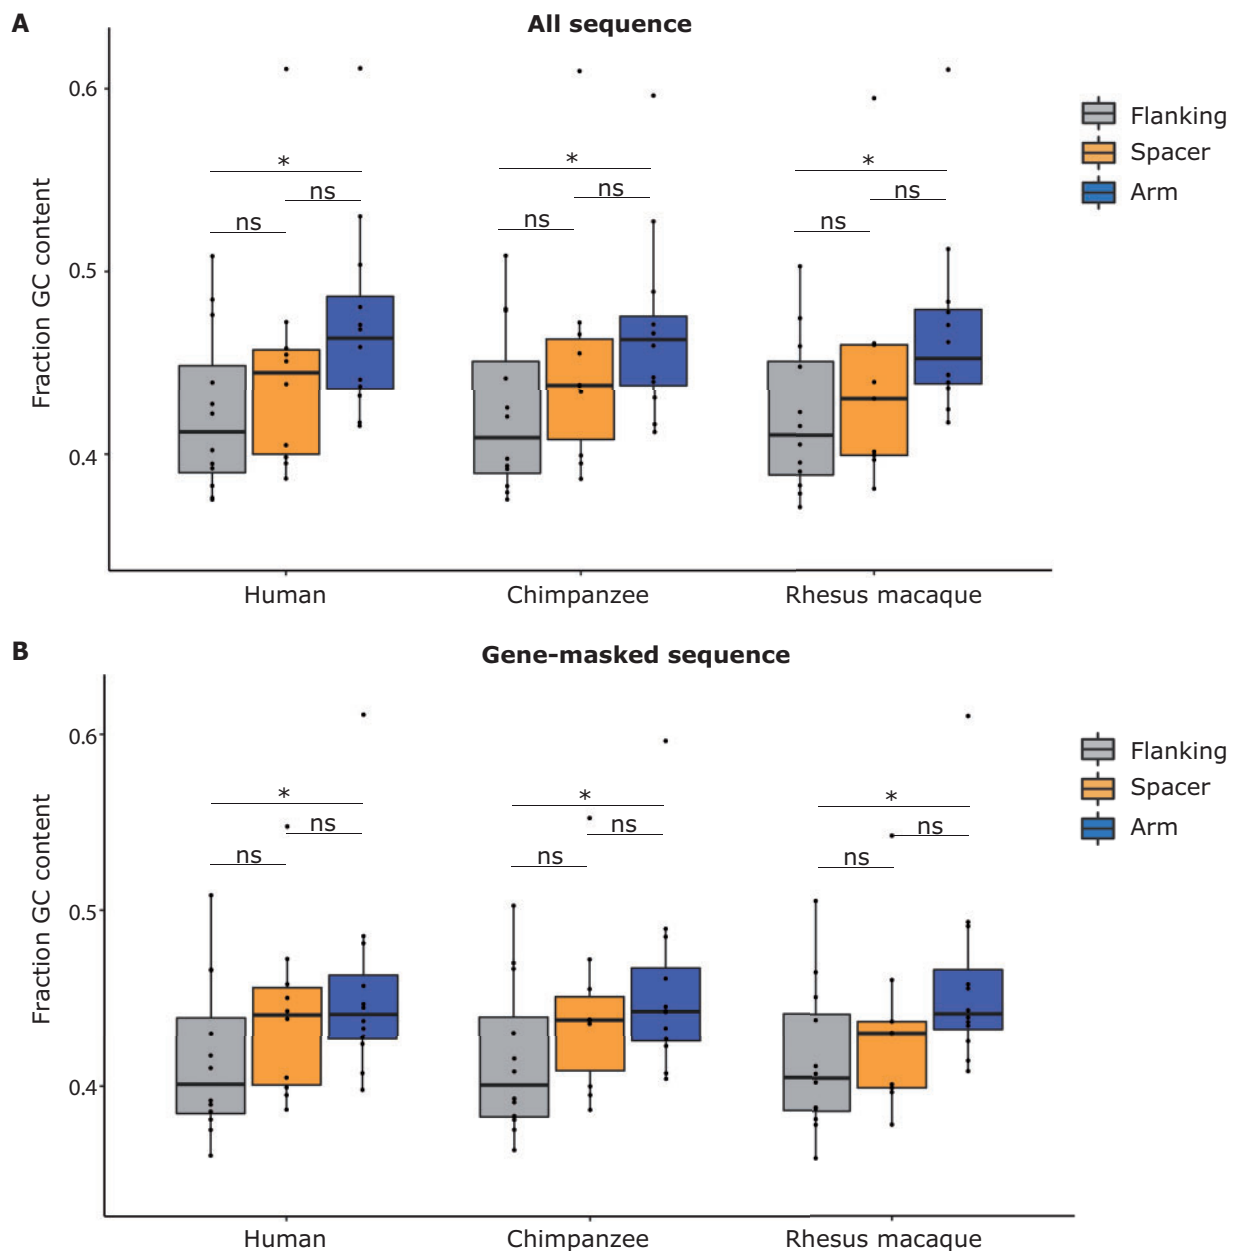 A
All sequence
Fraction GC content
0.6
0.5
0.4
*
ns
ns
*
ns
ns
*
ns
ns
Human
Chimpanzee
Rhesus macaque
Flanking
Spacer
Arm
B
Gene-masked sequence
Fraction GC content
0.6
0.5
0.4
*
ns
ns
*
ns
ns
*
ns
ns
Human
Chimpanzee
Rhesus macaque
Flanking
Spacer
Arm